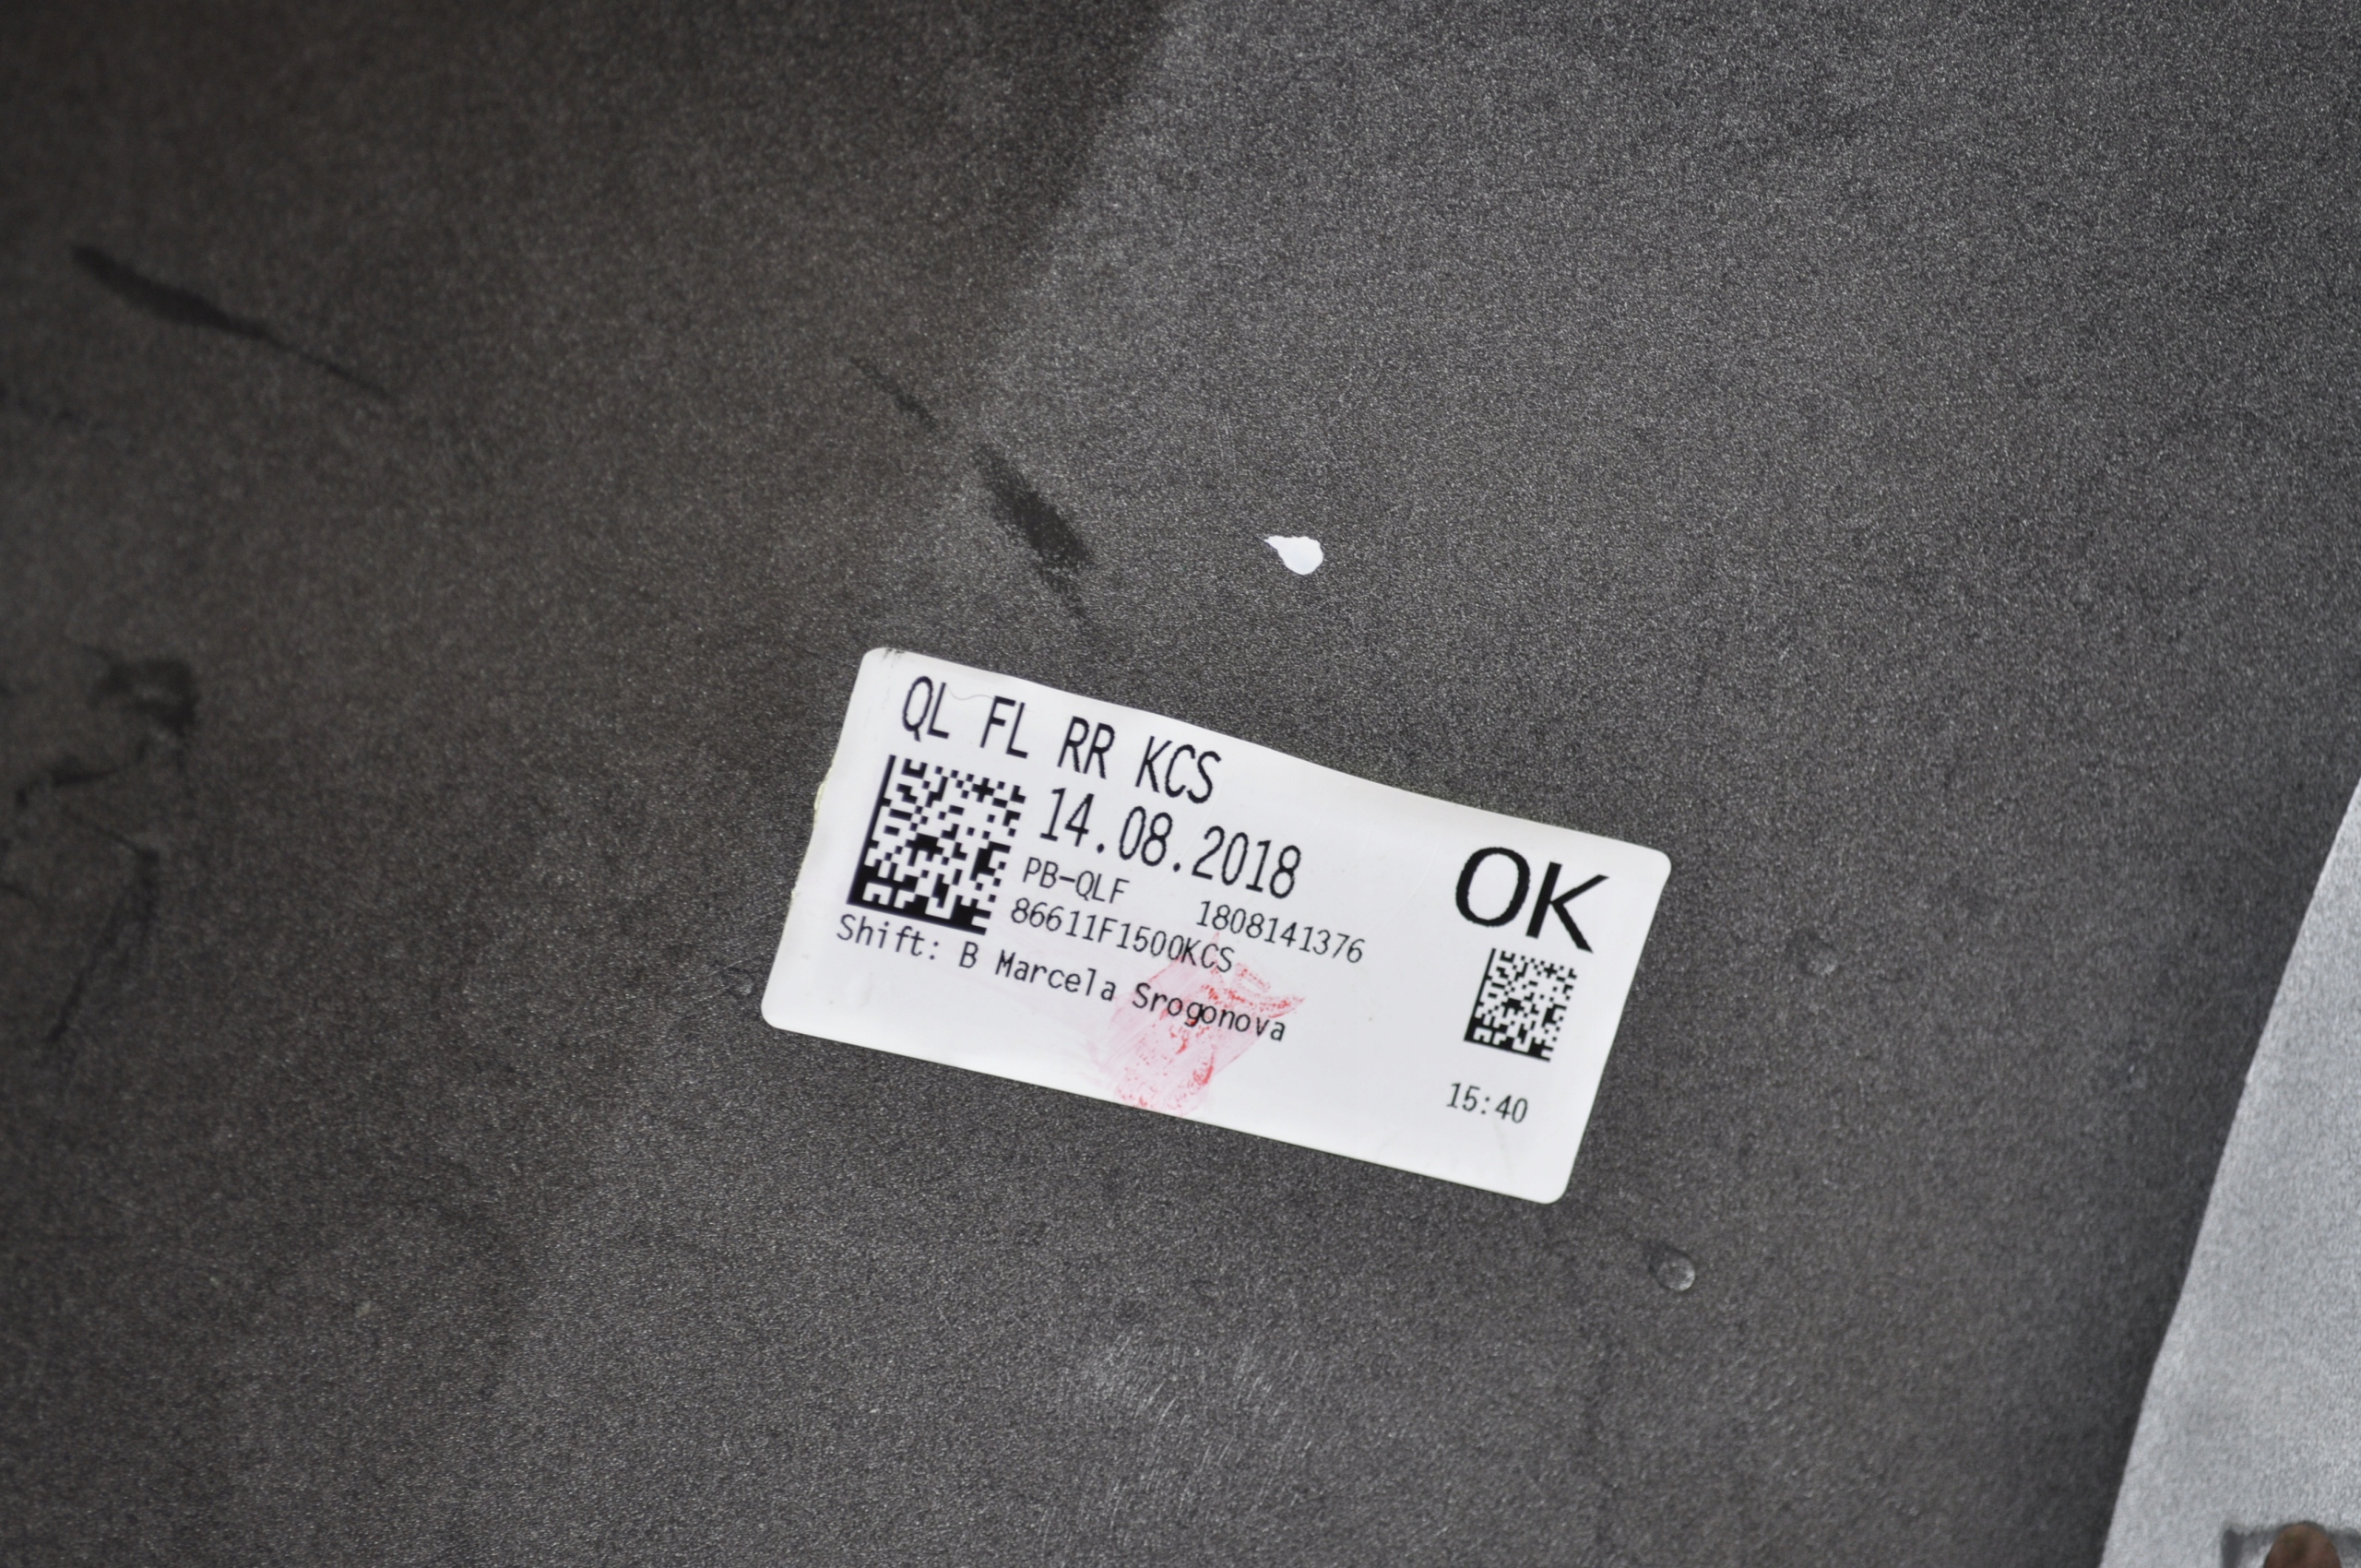 QL FL RR KCS
14.08.2018
PB-QLF 1808141376
86611F1500KCS
Shift: B Marcela Srogonova
OK
15:40